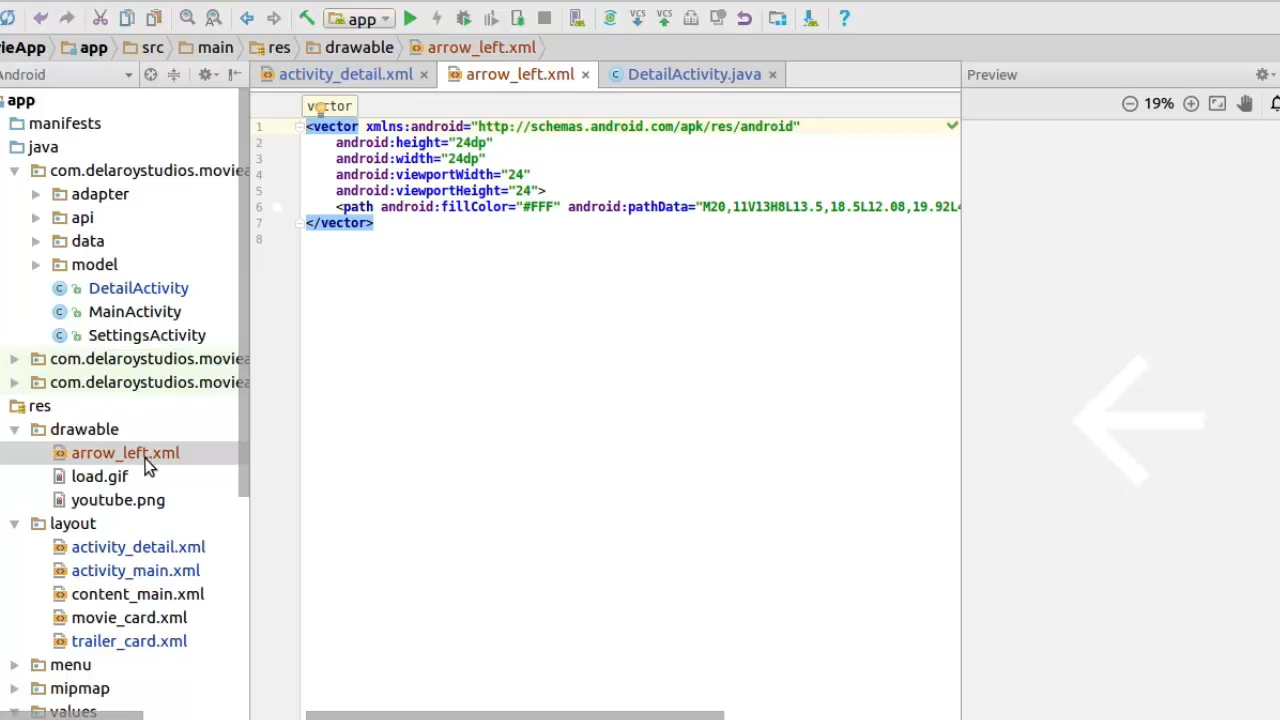 app
ieApp app src main res drawable arrow_left.xml
Android
activity_detail.xml arrow_left.xml DetailActivity.java
Preview
19%
app
manifests
java
com.delaroystudios.moviea
adapter
api
data
model
DetailActivity
MainActivity
SettingsActivity
com.delaroystudios.moviea
com.delaroystudios.moviea
res
drawable
arrow_left.xml
load.gif
youtube.png
layout
activity_detail.xml
activity_main.xml
content_main.xml
movie_card.xml
trailer_card.xml
menu
mipmap
values
vector
1 <vector xmlns:android="http://schemas.android.com/apk/res/android"
2 android:height="24dp"
3 android:width="24dp"
4 android:viewportWidth="24"
5 android:viewportHeight="24">
6 <path android:fillColor="#FFF" android:pathData="M20,11V13H8L13.5,18.5L12.08,19.92L4
7 </vector>
8